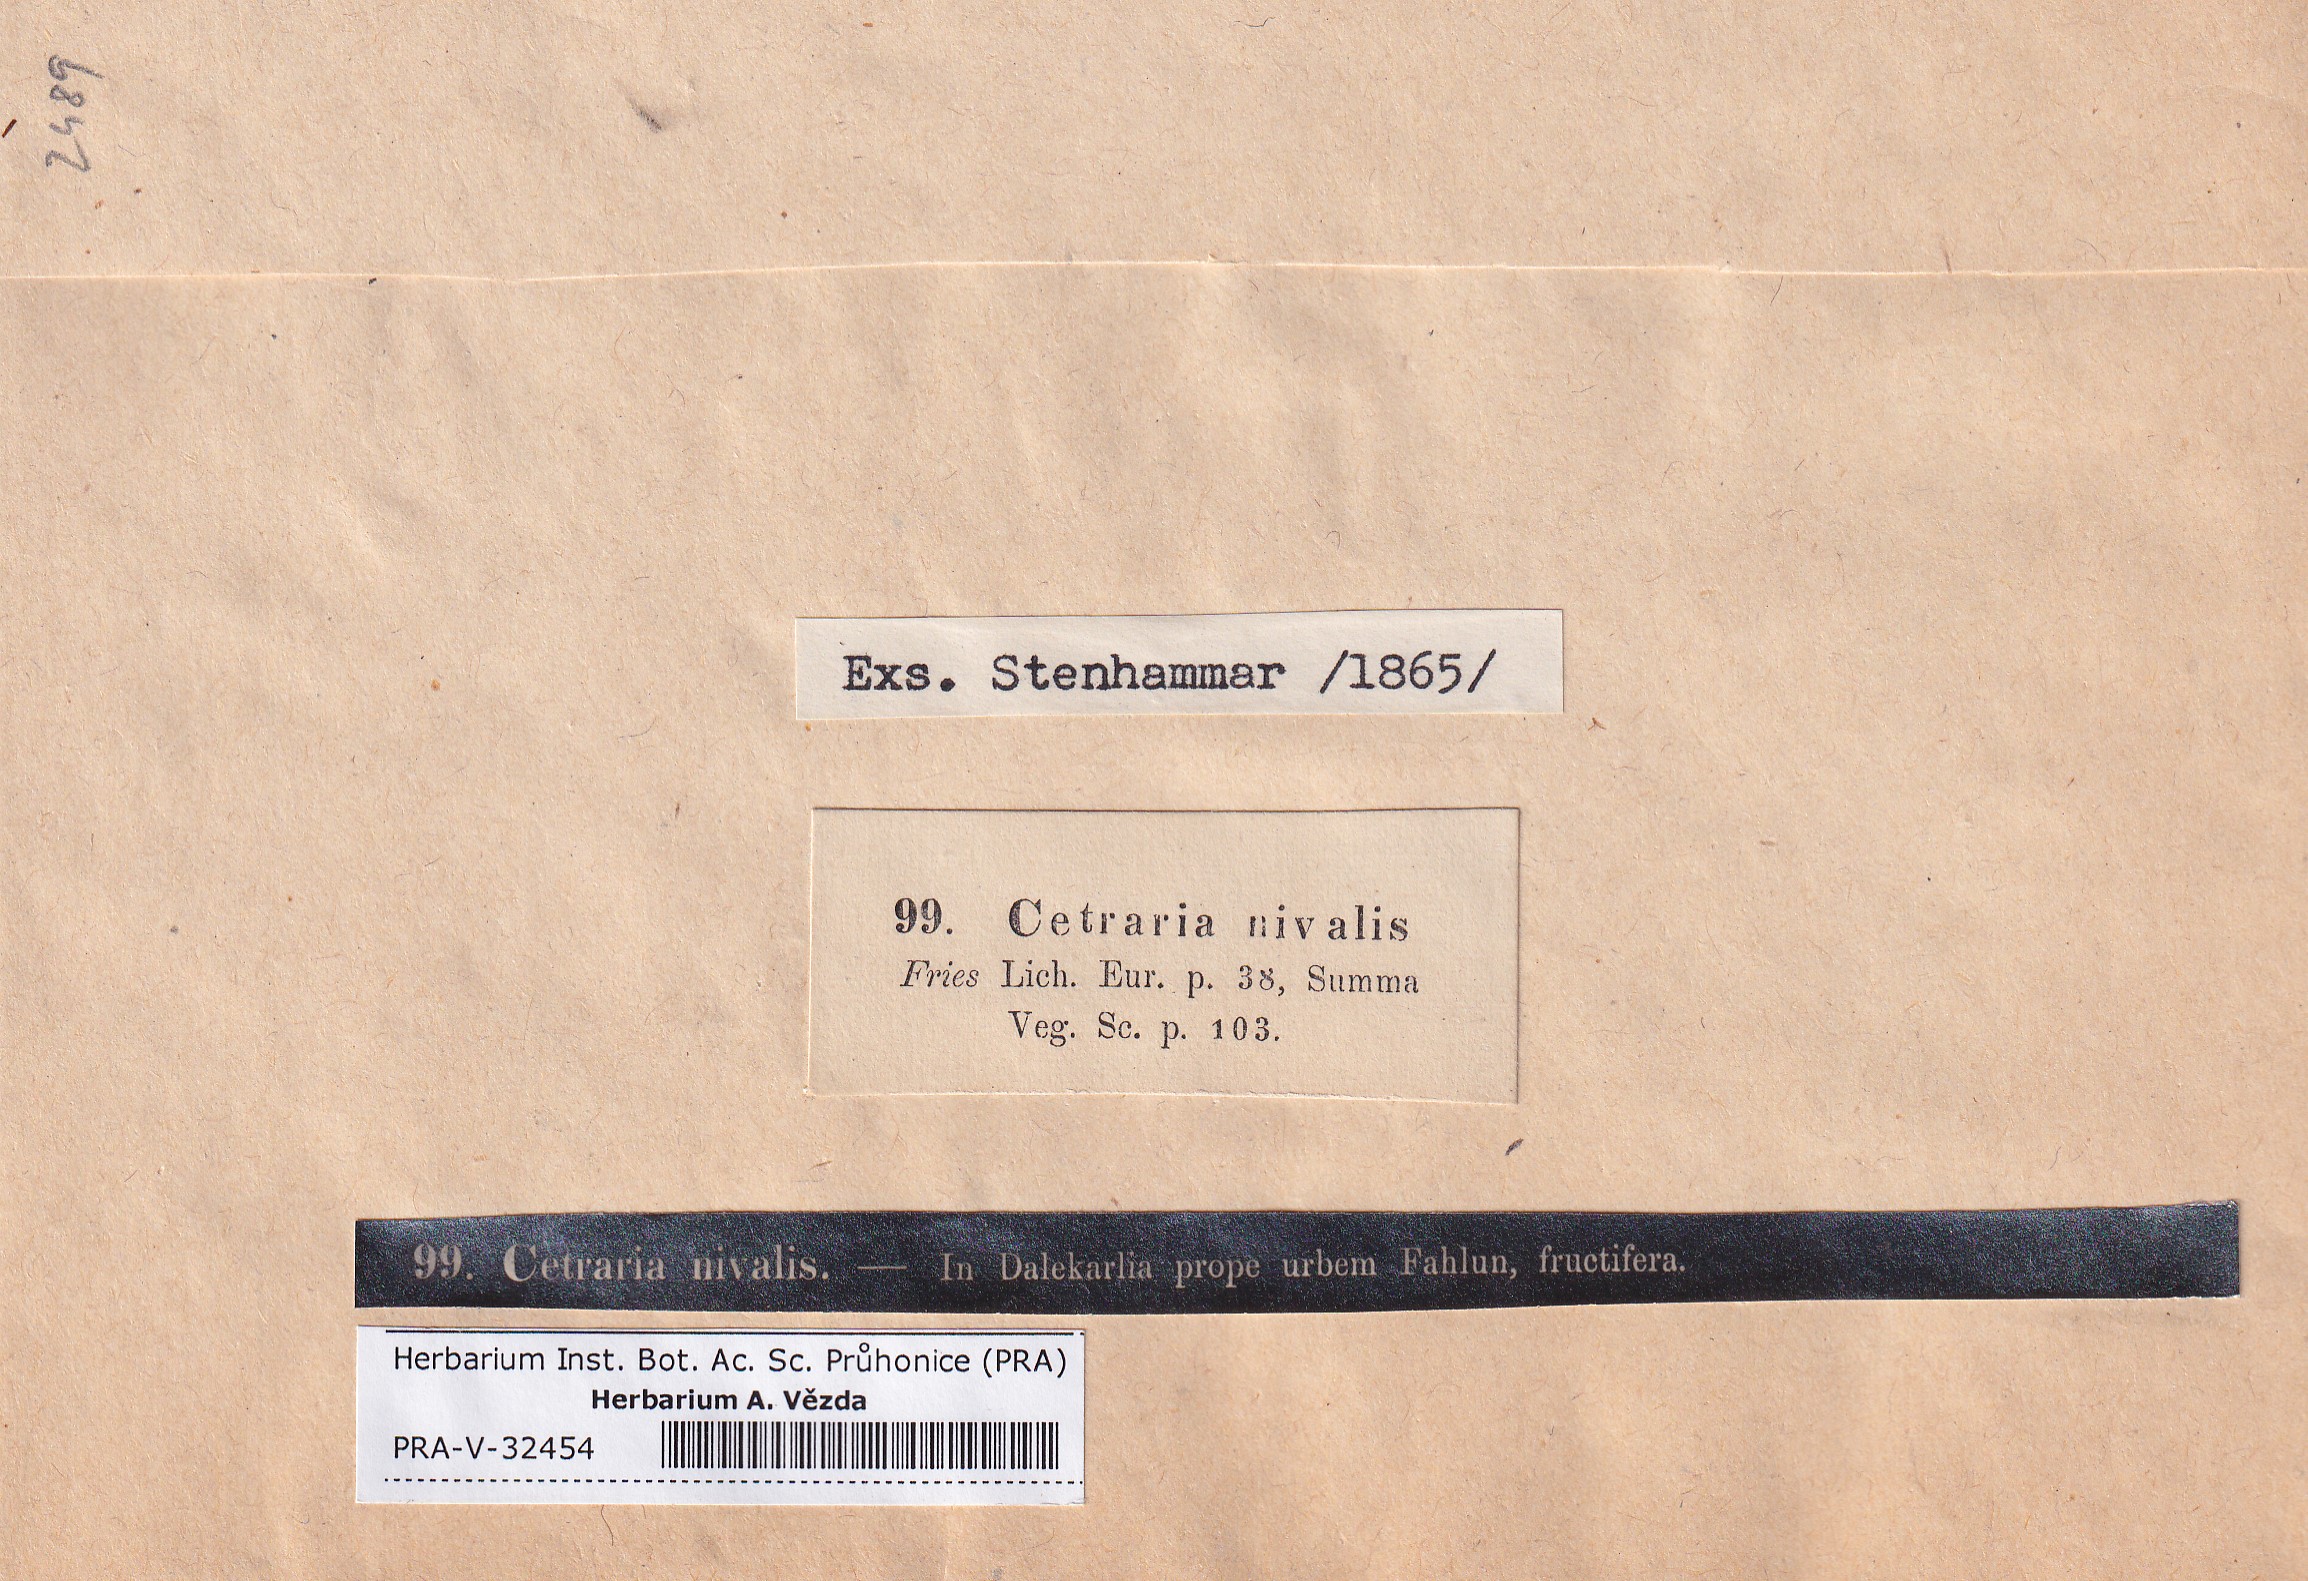 2489
Exs. Stenhammar /1865/
99. Cetraria nivalis
Fries Lich. Eur. p. 38, Summa
Veg. Sc. p. 103.
99. Cetraria nivalis. — In Dalekarlia prope urbem Fahlun, fructifera.
Herbarium Inst. Bot. Ac. Sc. Průhonice (PRA)
Herbarium A. Vězda
PRA-V-32454